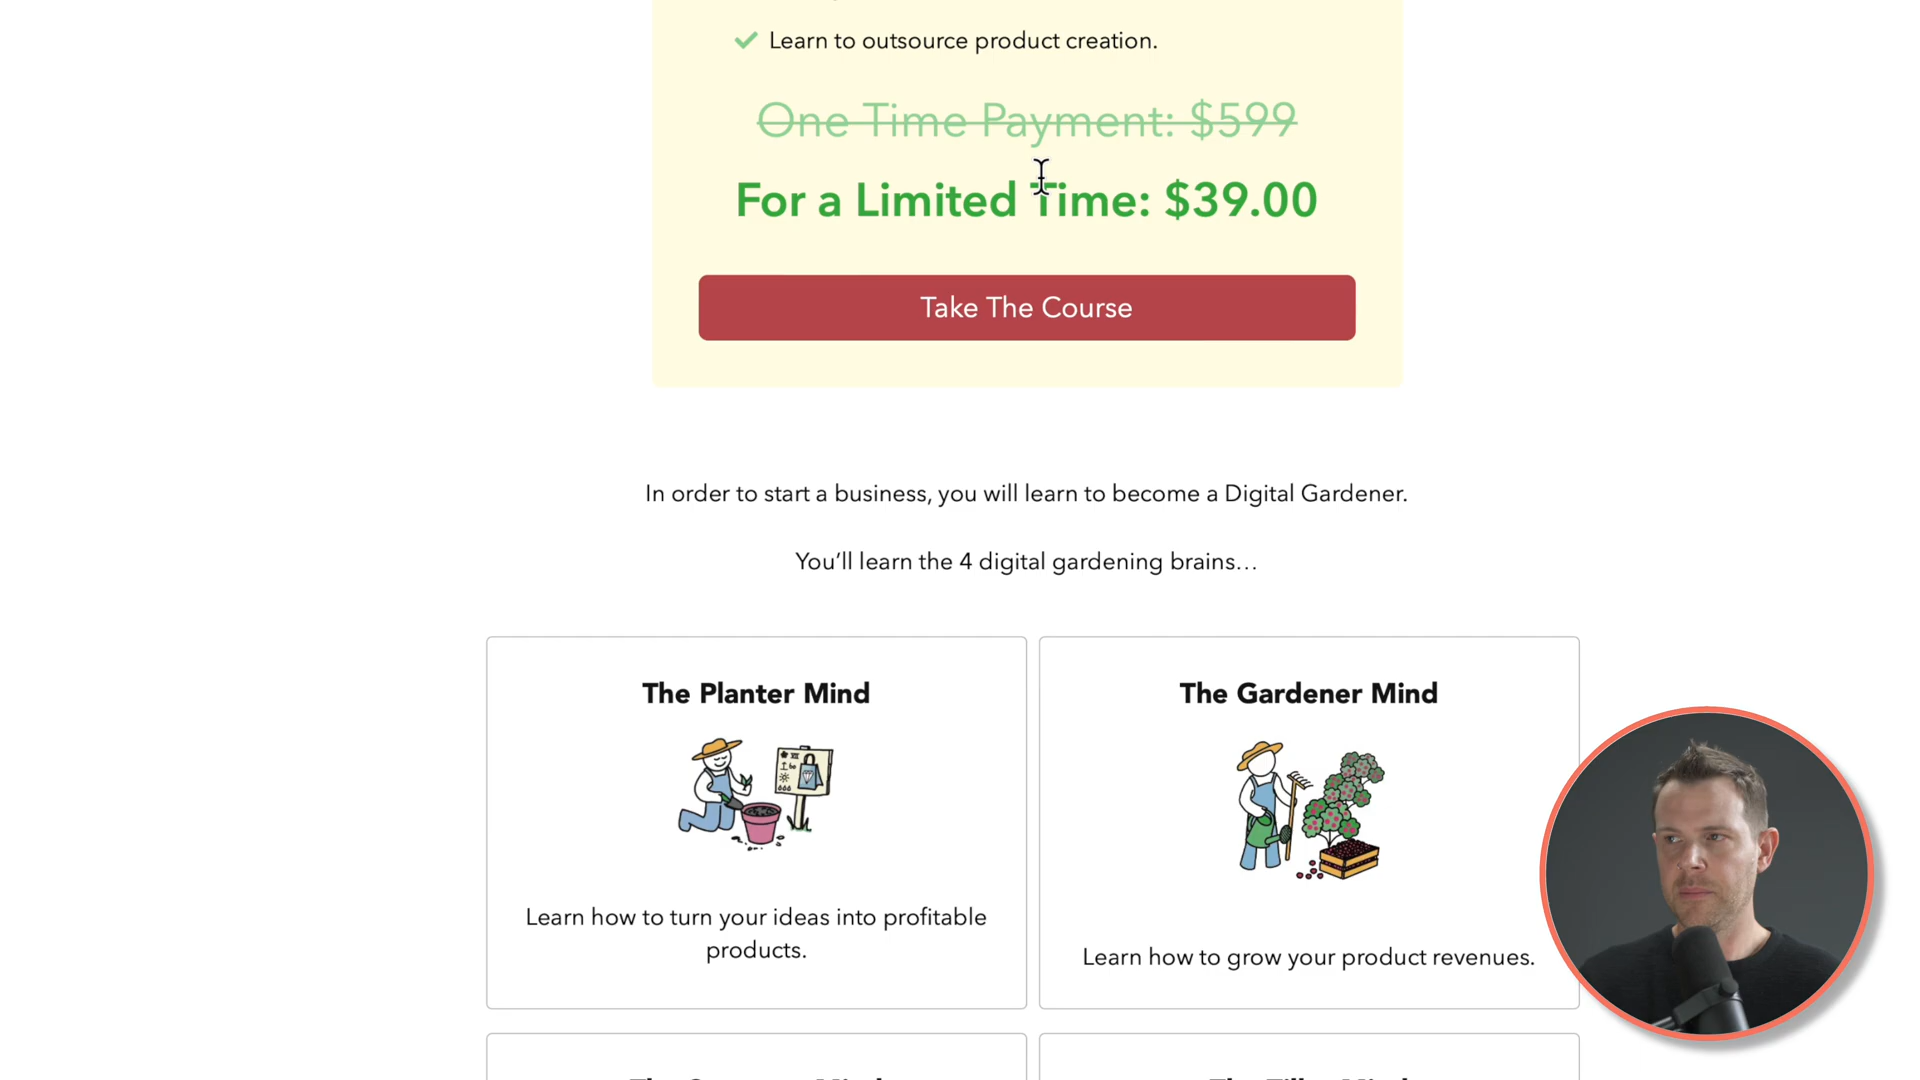 Learn to outsource product creation.
One Time Payment: $599
For a Limited Time: $39.00
Take The Course
In order to start a business, you will learn to become a Digital Gardener.
You’ll learn the 4 digital gardening brains…
The Planter Mind
The Gardener Mind
Learn how to turn your ideas into profitable
products.
Learn how to grow your product revenues.